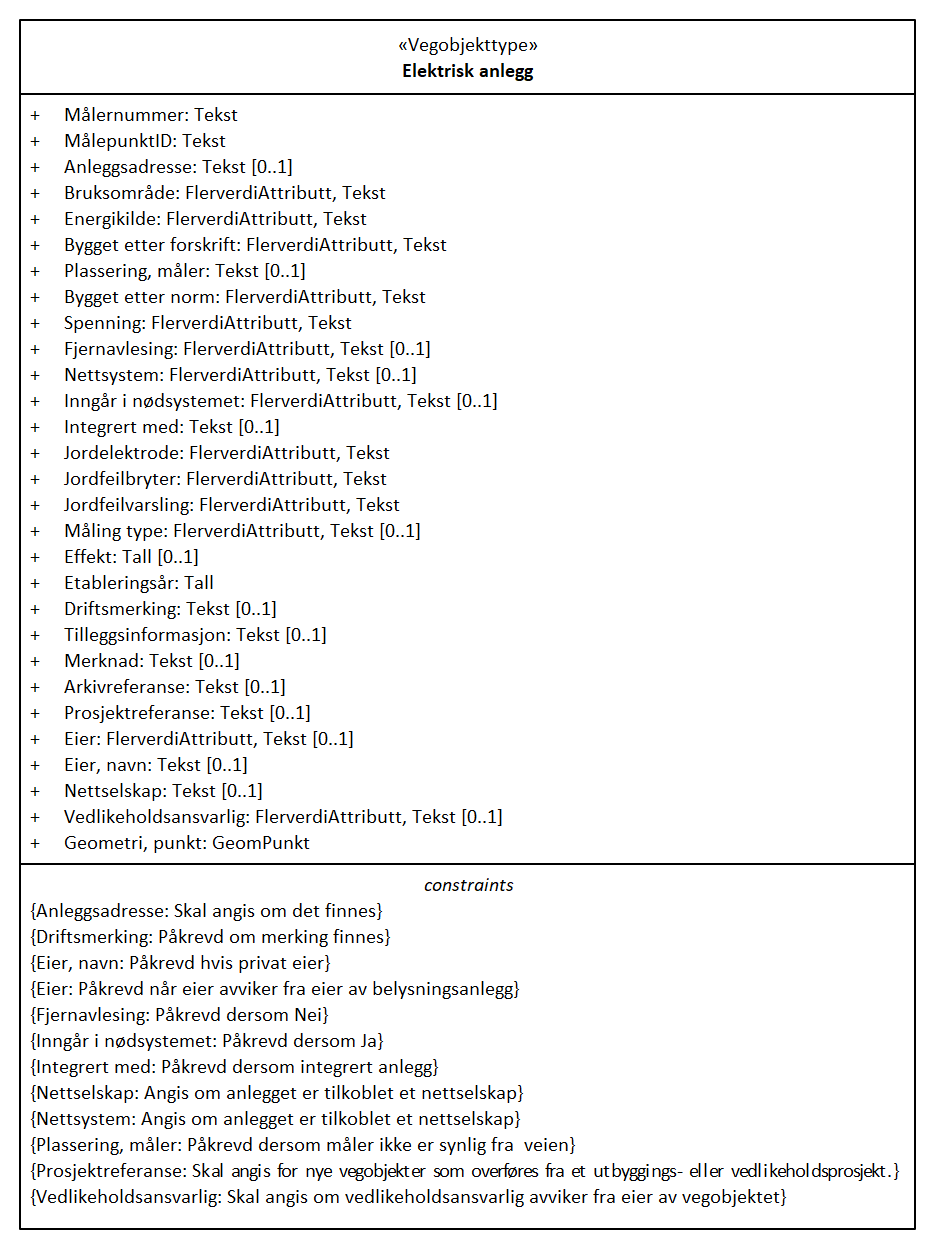 «Vegobjekttype»
Elektrisk anlegg
+ Målernummer: Tekst
+ MålepunktID: Tekst
+ Anleggsadresse: Tekst [0..1]
+ Bruksområde: FlerverdiAttributt, Tekst
+ Energikilde: FlerverdiAttributt, Tekst
+ Bygget etter forskrift: FlerverdiAttributt, Tekst
+ Plassering, måler: Tekst [0..1]
+ Bygget etter norm: FlerverdiAttributt, Tekst
+ Spenning: FlerverdiAttributt, Tekst
+ Fjernavlesing: FlerverdiAttributt, Tekst [0..1]
+ Nettsystem: FlerverdiAttributt, Tekst [0..1]
+ Inngår i nødsystemet: FlerverdiAttributt, Tekst [0..1]
+ Integrert med: Tekst [0..1]
+ Jordelektrode: FlerverdiAttributt, Tekst
+ Jordfeilbryter: FlerverdiAttributt, Tekst
+ Jordfeilvarsling: FlerverdiAttributt, Tekst
+ Måling type: FlerverdiAttributt, Tekst [0..1]
+ Effekt: Tall [0..1]
+ Etableringsår: Tall
+ Driftsmerking: Tekst [0..1]
+ Tilleggsinformasjon: Tekst [0..1]
+ Merknad: Tekst [0..1]
+ Arkivreferanse: Tekst [0..1]
+ Prosjektreferanse: Tekst [0..1]
+ Eier: FlerverdiAttributt, Tekst [0..1]
+ Eier, navn: Tekst [0..1]
+ Nettselskap: Tekst [0..1]
+ Vedlikeholdsansvarlig: FlerverdiAttributt, Tekst [0..1]
+ Geometri, punkt: GeomPunkt
constraints
{Anleggsadresse: Skal angis om det finnes}
{Driftsmerking: Påkrevd om merking finnes}
{Eier, navn: Påkrevd hvis privat eier}
{Eier: Påkrevd når eier avviker fra eier av belysningsanlegg}
{Fjernavlesing: Påkrevd dersom Nei}
{Inngår i nødsystemet: Påkrevd dersom Ja}
{Integrert med: Påkrevd dersom integrert anlegg}
{Nettselskap: Angis om anlegget er tilkoblet et nettselskap}
{Nettsystem: Angis om anlegget er tilkoblet et nettselskap}
{Plassering, måler: Påkrevd dersom måler ikke er synlig fra veien}
{Prosjektreferanse: Skal angis for nye vegobjekter som overføres fra et utbyggings- eller vedlikeholdsprosjekt.}
{Vedlikeholdsansvarlig: Skal angis om vedlikeholdsansvarlig avviker fra eier av vegobjektet}